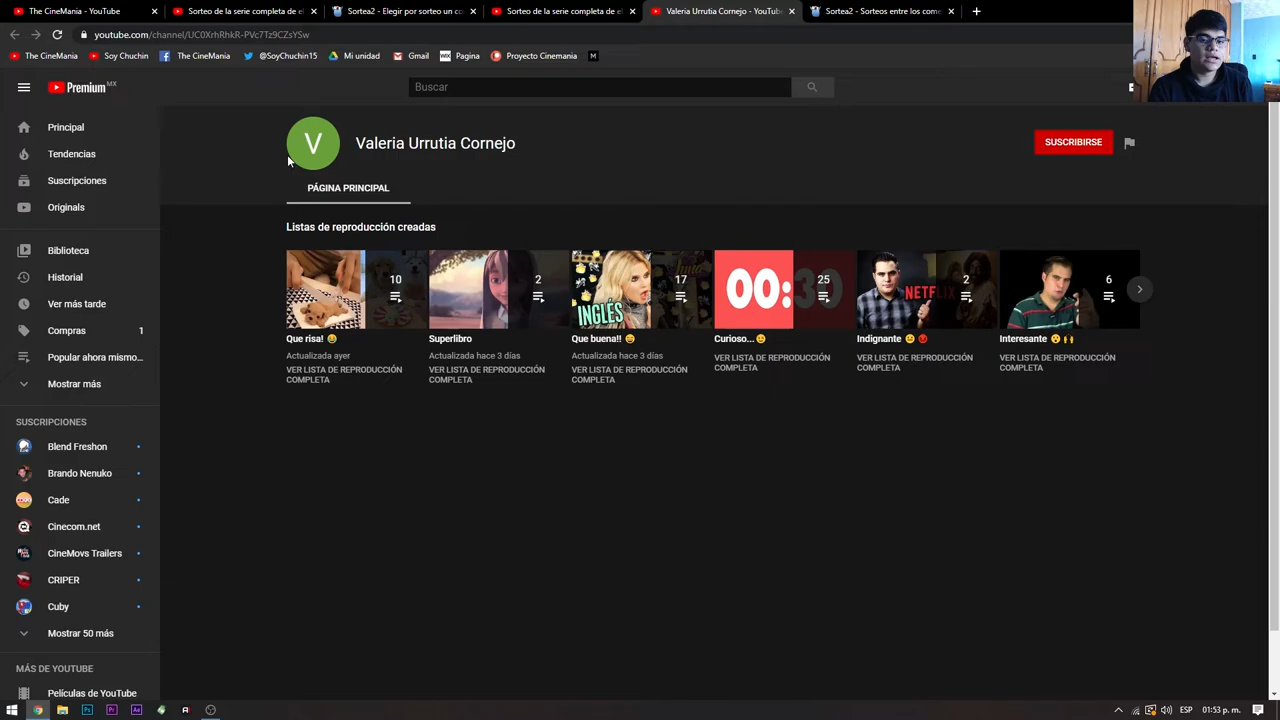 The CineMania - YouTube
Sorteo de la serie completa de el
Sortea2 - Elegir por sorteo un co
Sorteo de la serie completa de el
Valeria Urrutia Cornejo - YouTube
Sortea2 - Sorteos entre los come
youtube.com/channel/UC0XrhRhkR-PVc7Tz9CZsYSw
The CineMania
Soy Chuchin
The CineMania
@SoyChuchin15
Mi unidad
Gmail
Pagina
Proyecto Cinemania
M
Premium MX
Buscar
Principal
Tendencias
Suscripciones
Originals
Biblioteca
Historial
Ver más tarde
Compras 1
Popular ahora mismo...
Mostrar más
SUSCRIPCIONES
Blend Freshon
Brando Nenuko
Cade
Cinecom.net
CineMovs Trailers
CRIPER
Cuby
Mostrar 50 más
MÁS DE YOUTUBE
Películas de YouTube
V
Valeria Urrutia Cornejo
SUSCRIBIRSE
PÁGINA PRINCIPAL
Listas de reproducción creadas
10
Que risa! 😂
Actualizada ayer
VER LISTA DE REPRODUCCIÓN
COMPLETA
2
Superlibro
Actualizada hace 3 días
VER LISTA DE REPRODUCCIÓN
COMPLETA
INGLÉS
17
Que buena!! 😄
Actualizada hace 3 días
VER LISTA DE REPRODUCCIÓN
COMPLETA
00:30
25
Curioso...
VER LISTA DE REPRODUCCIÓN
COMPLETA
NETFLIX
2
Indignante
VER LISTA DE REPRODUCCIÓN
COMPLETA
6
Interesante
VER LISTA DE REPRODUCCIÓN
COMPLETA
Ps
Pr
Ae
ESP
01:53 p. m.